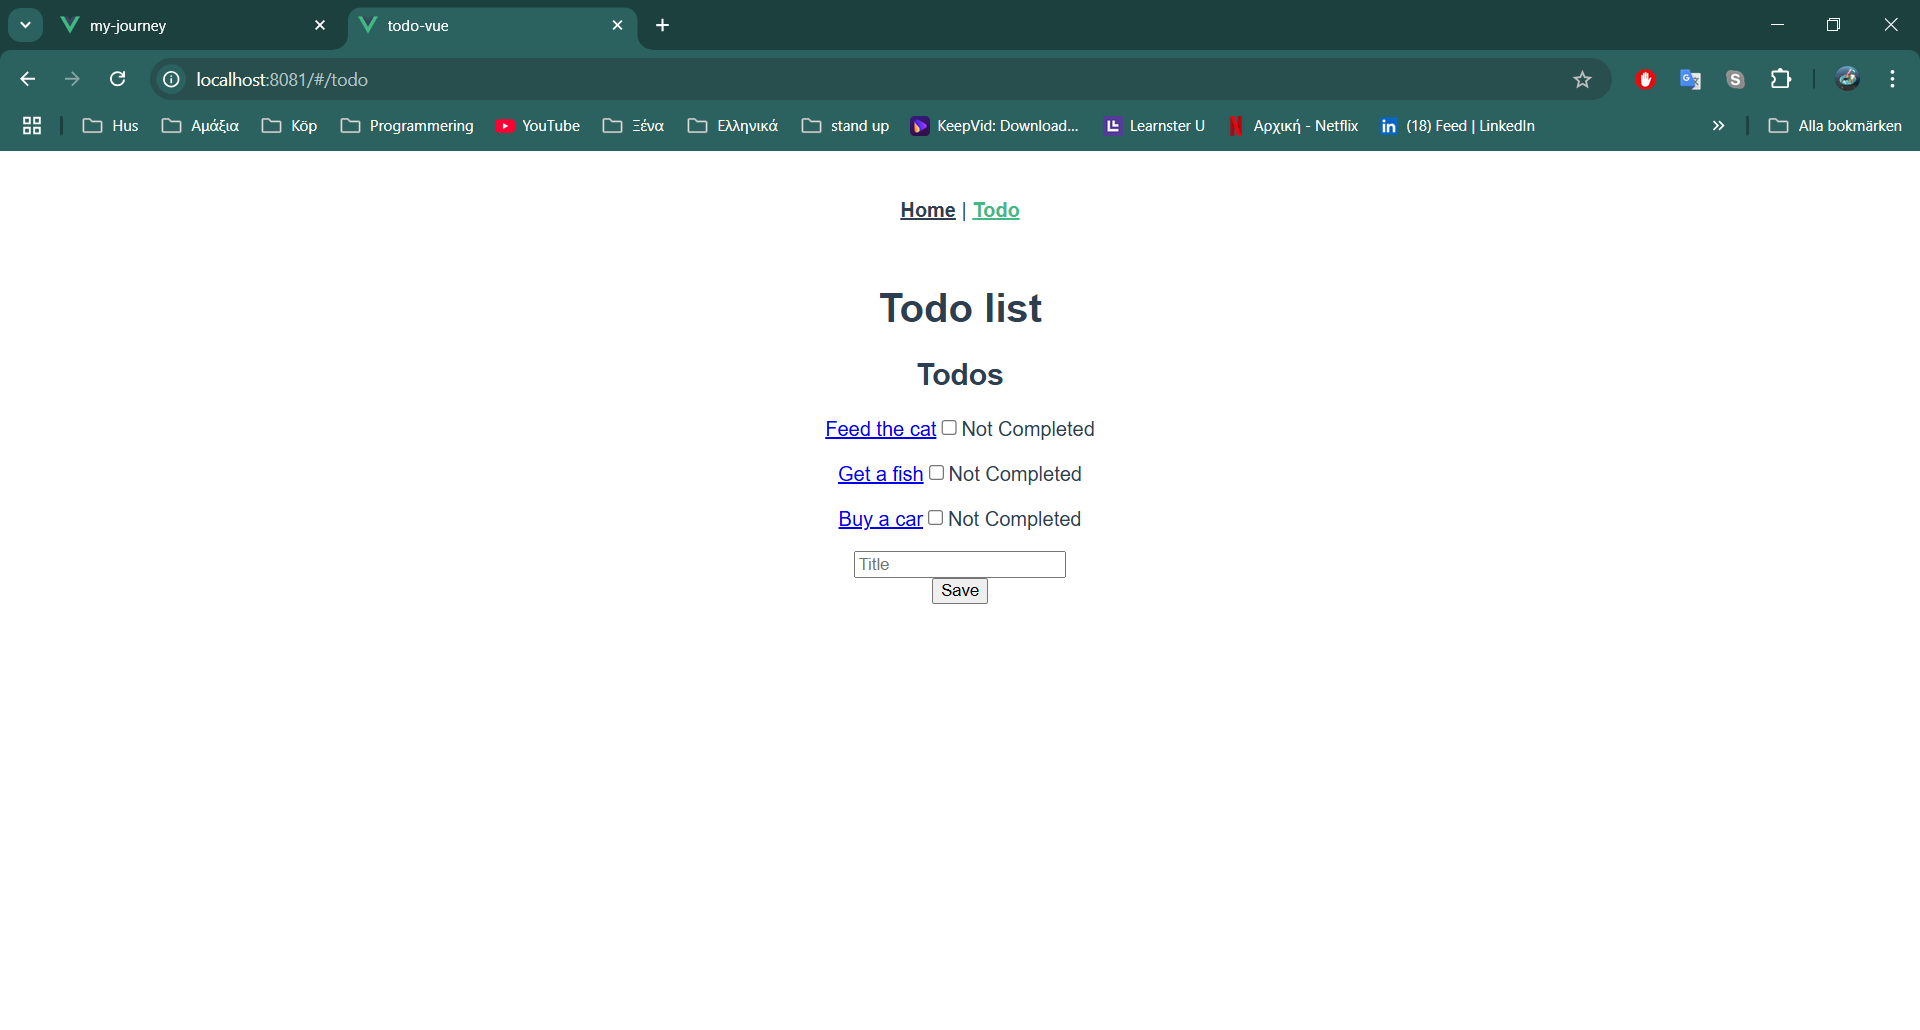 my-journey
todo-vue
localhost:8081/#/todo
Hus Αμάξια Köp Programmering YouTube Ξένα Ελληνικά stand up KeepVid: Download... Learnster U Αρχική - Netflix (18) Feed | LinkedIn Alla bokmärken
Home | Todo
Todo list
Todos
Feed the cat Not Completed
Get a fish Not Completed
Buy a car Not Completed
Title
Save